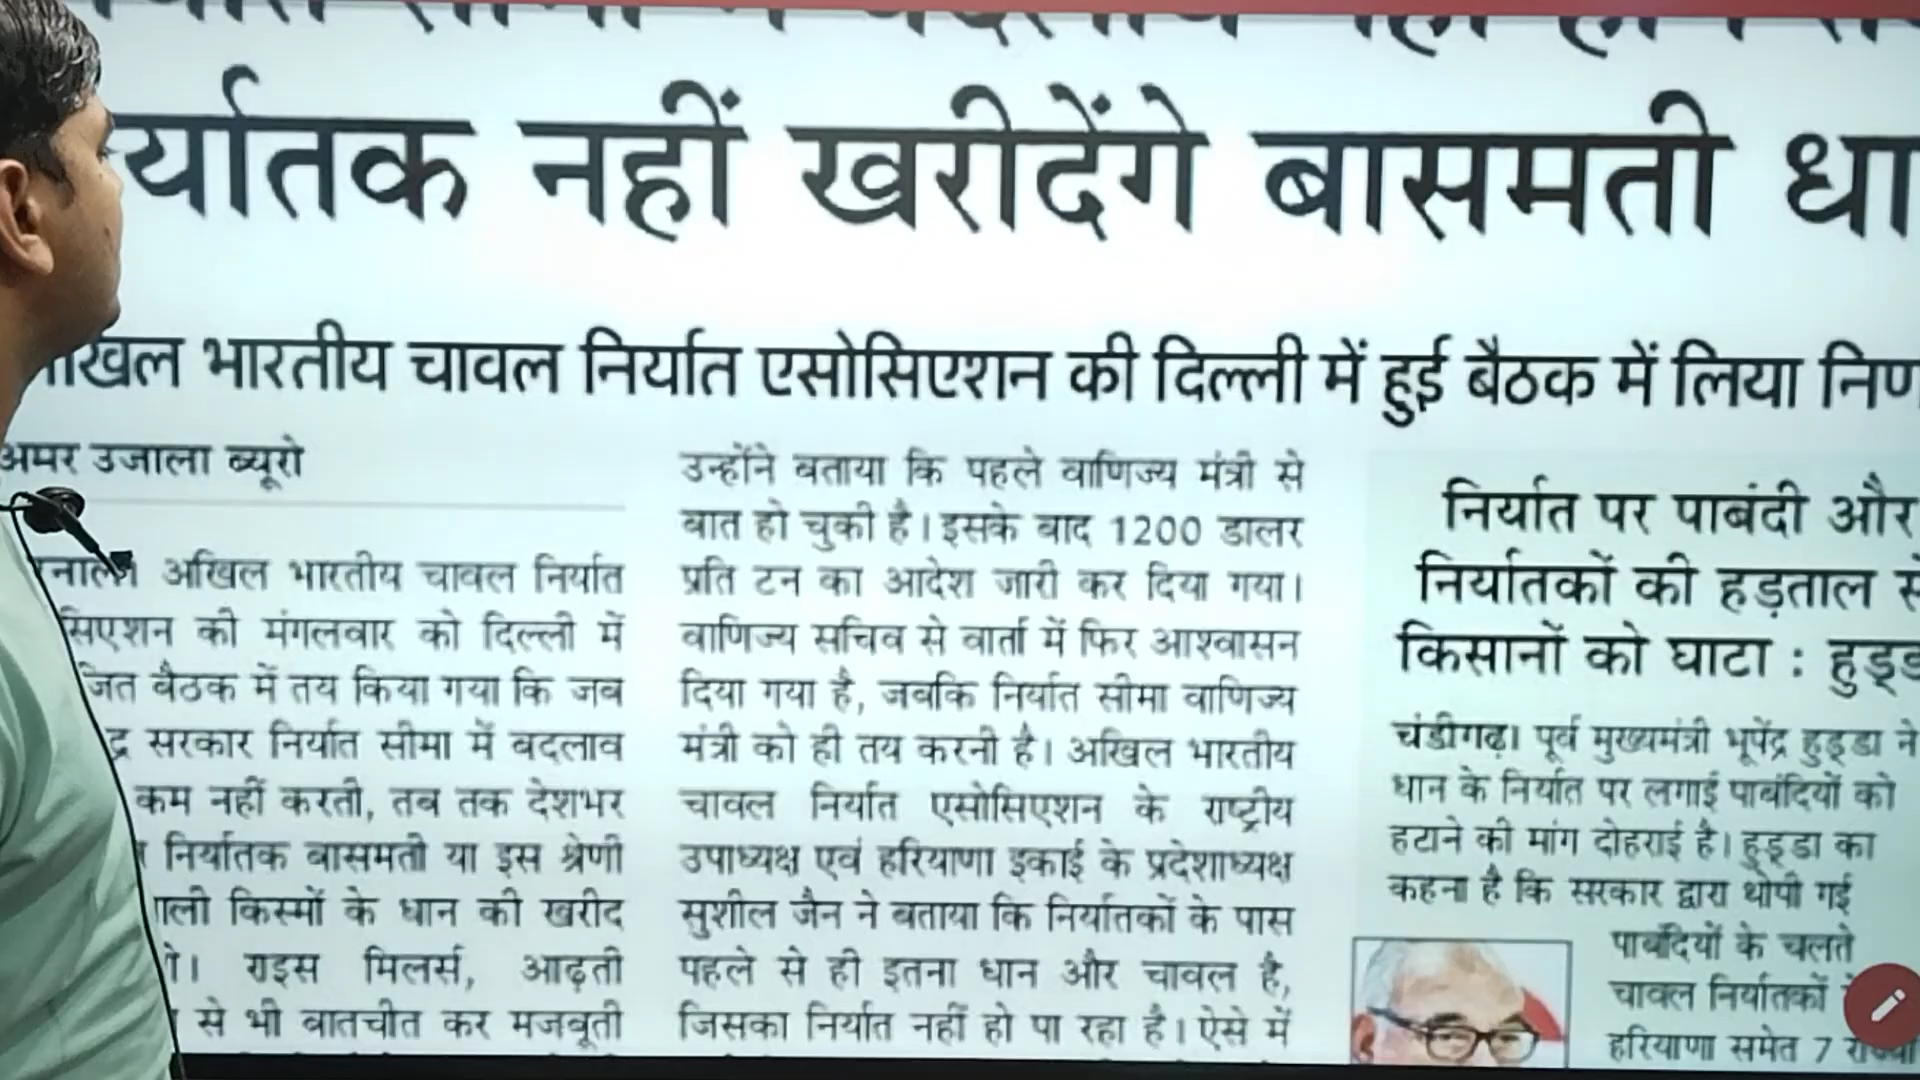 र्यातक नहीं खरीदेंगे बासमती धा
खिल भारतीय चावल निर्यात एसोसिएशन की दिल्ली में हुई बैठक में लिया निण
अमर उजाला ब्यूरो
अखिल भारतीय चावल निर्यात
सिएशन की मंगलवार को दिल्ली में
जित बैठक में तय किया गया कि जब
द्र सरकार निर्यात सीमा में बदलाव
कम नहीं करती, तब तक देशभर
निर्यातक बासमती या इस श्रेणी
ाली किस्मों के धान की खरीद
राइस मिलर्स, आढ़ती
से भी बातचीत कर मजबूती
उन्होंने बताया कि पहले वाणिज्य मंत्री से
बात हो चुकी है। इसके बाद 1200 डालर
प्रति टन का आदेश जारी कर दिया गया।
वाणिज्य सचिव से वार्ता में फिर आश्वासन
दिया गया है, जबकि निर्यात सीमा वाणिज्य
मंत्री को ही तय करनी है। अखिल भारतीय
चावल निर्यात एसोसिएशन के राष्ट्रीय
उपाध्यक्ष एवं हरियाणा इकाई के प्रदेशाध्यक्ष
सुशील जैन ने बताया कि निर्यातकों के पास
पहले से ही इतना धान और चावल है,
जिसका निर्यात नहीं हो पा रहा है। ऐसे में
निर्यात पर पाबंदी और
निर्यातकों की हड़ताल से
किसानों को घाटा : हुड्ड
चंडीगढ़। पूर्व मुख्यमंत्री भूपेंद्र हुड्डा ने
धान के निर्यात पर लगाई पाबंदियों को
हटाने की मांग दोहराई है। हुड्डा का
कहना है कि सरकार द्वारा थोपी गई
पाबंदियों के चलते
चावल निर्यातकों
हरियाणा समेत 7